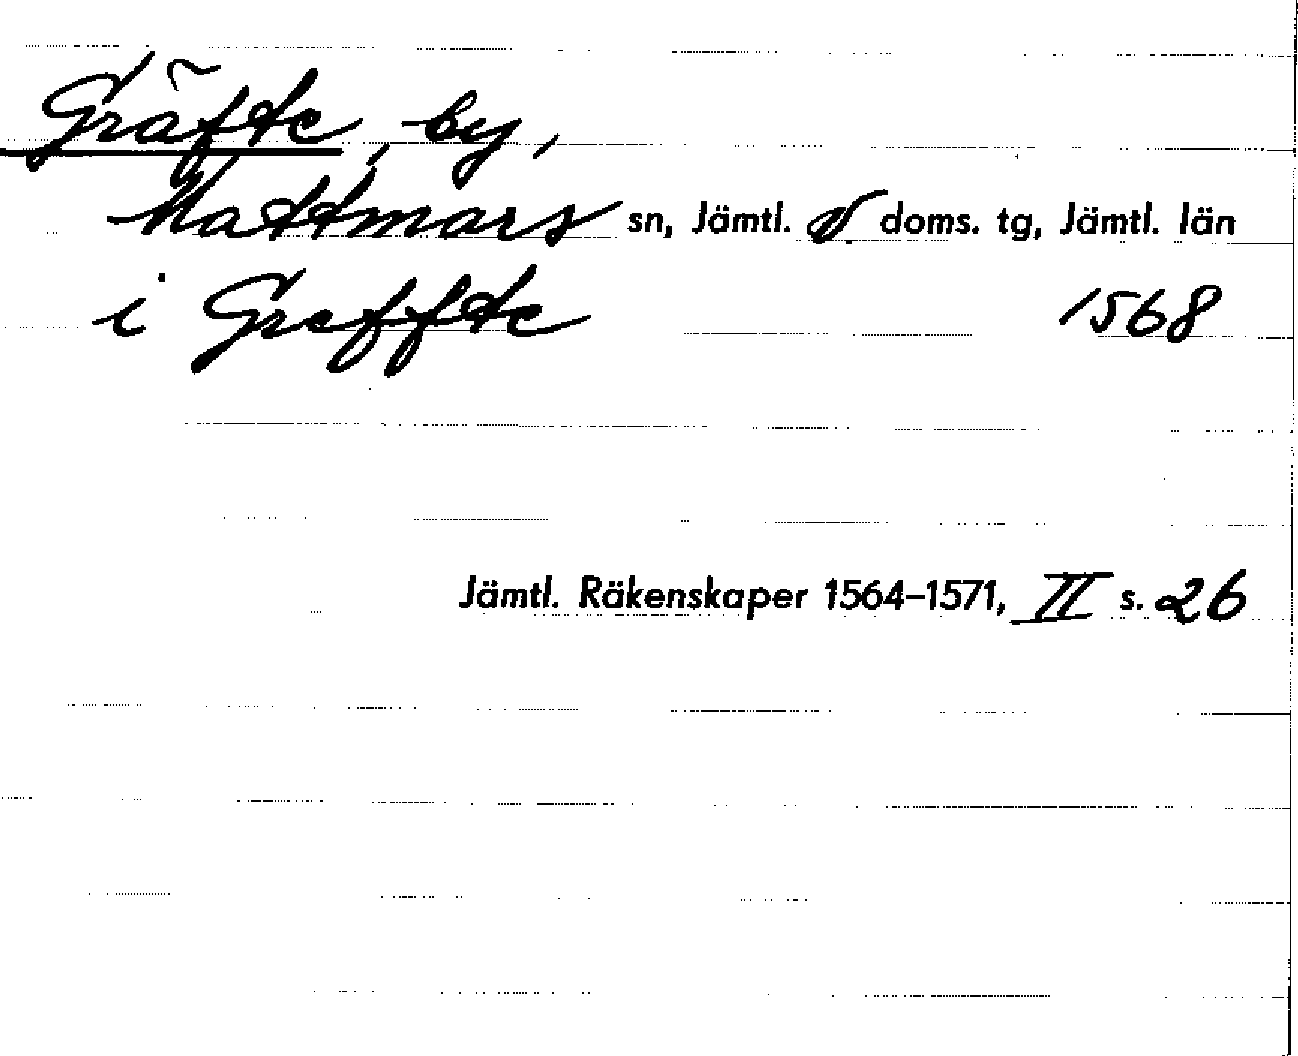 Gräfte, by,
Mattmars sn, Jämtl. v. doms. tg, Jämtl. län
i Greffte 1568
Jämtl. Räkenskaper 1564–1571, II s. 26